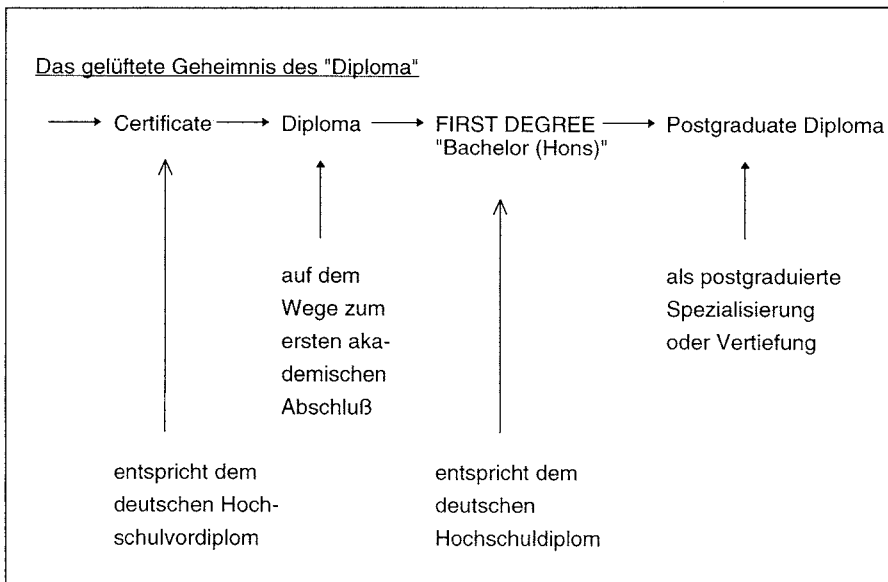 Das gelüftete Geheimnis des "Diploma"
Certificate Diploma FIRST DEGREE Postgraduate Diploma
"Bachelor (Hons)"
auf dem
Wege zum
ersten aka-
demischen
Abschluß
als postgraduierte
Spezialisierung
oder Vertiefung
entspricht dem
deutschen Hoch-
schulvordiplom
entspricht dem
deutschen
Hochschuldiplom